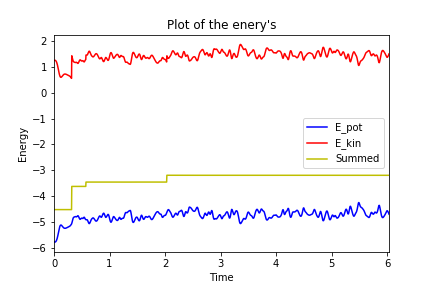 Plot of the enery's
2
1
0
−1
−2
−3
−4
−5
−6
Energy
E_pot
E_kin
Summed
0 1 2 3 4 5 6
Time